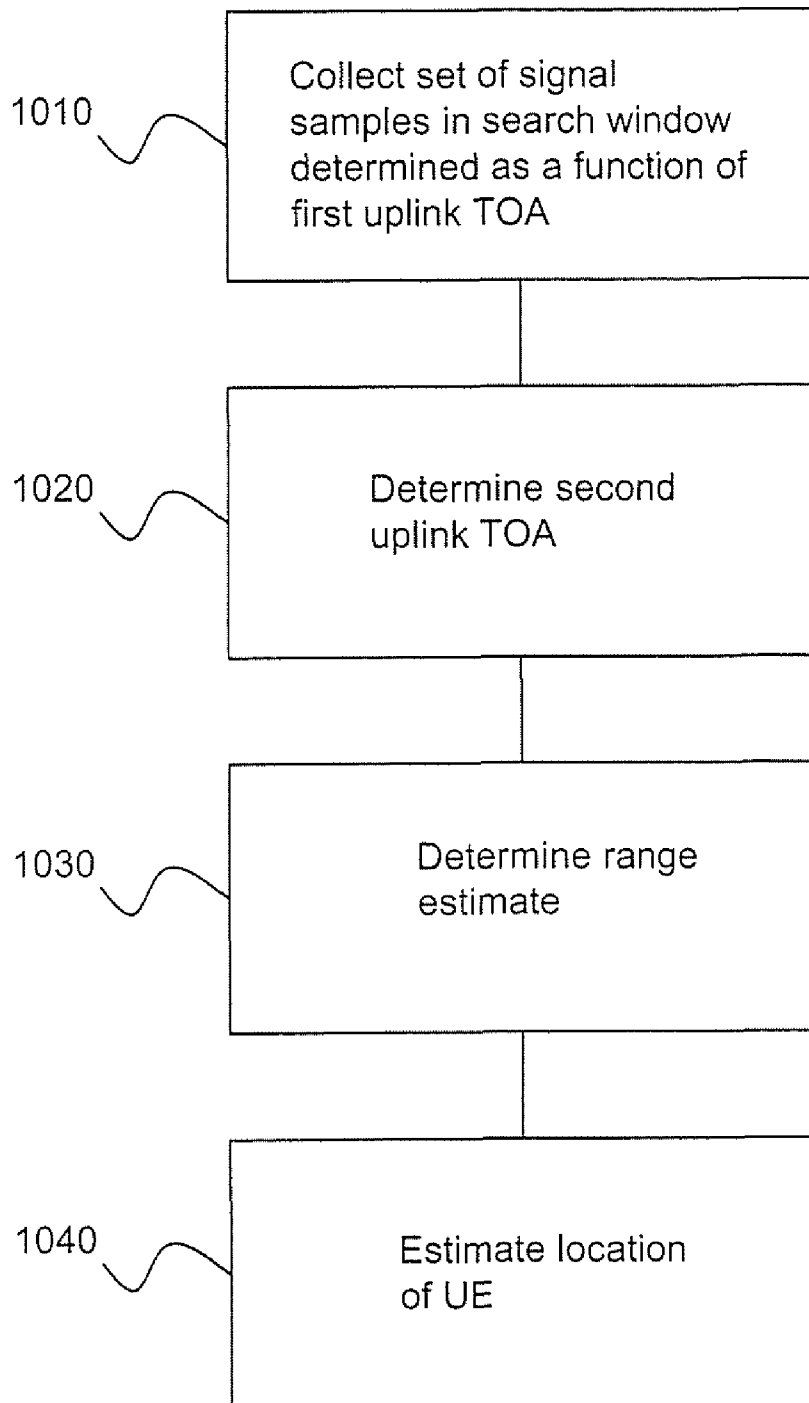 1010
Collect set of signal
samples in search window
determined as a function of
first uplink TOA
1020
Determine second
uplink TOA
1030
Determine range
estimate
1040
Estimate location
of UE